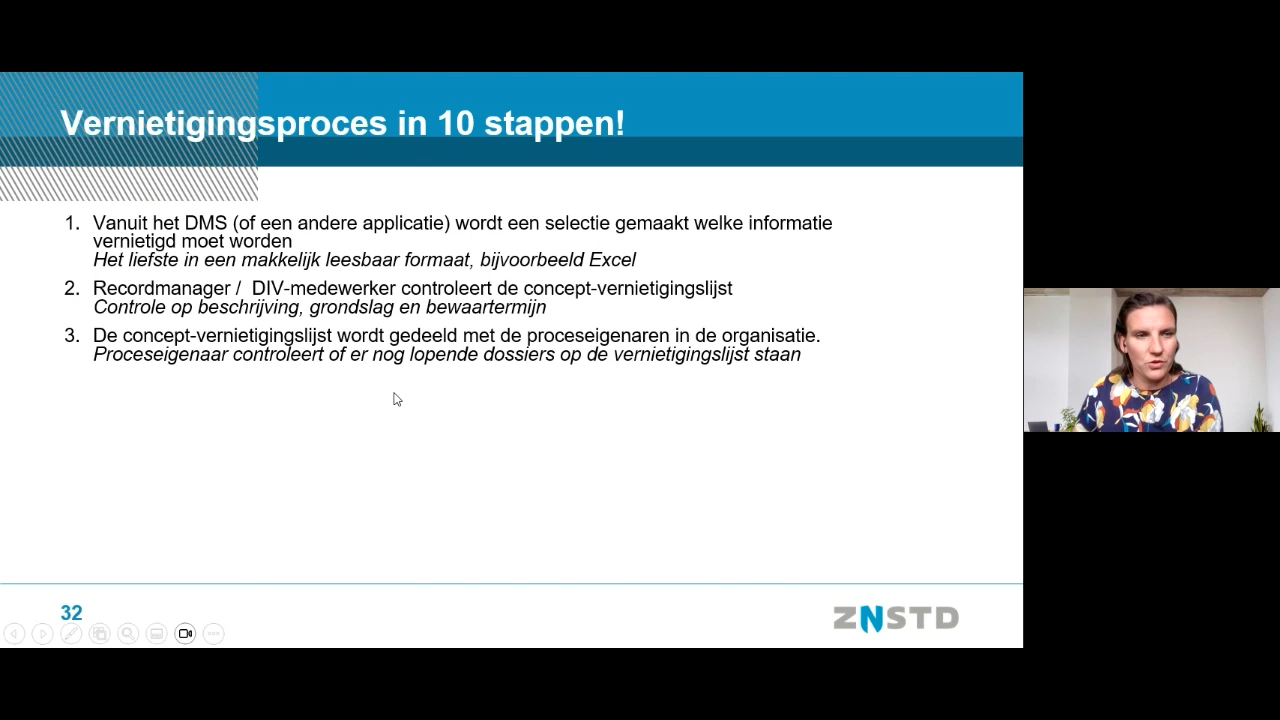 Vernietigingsproces in 10 stappen!
1. Vanuit het DMS (of een andere applicatie) wordt een selectie gemaakt welke informatie
vernietigd moet worden
Het liefste in een makkelijk leesbaar formaat, bijvoorbeeld Excel
2. Recordmanager / DIV-medewerker controleert de concept-vernietigingslijst
Controle op beschrijving, grondslag en bewaartermijn
3. De concept-vernietigingslijst wordt gedeeld met de proceseigenaren in de organisatie.
Proceseigenaar controleert of er nog lopende dossiers op de vernietigingslijst staan
32
ZNSTD